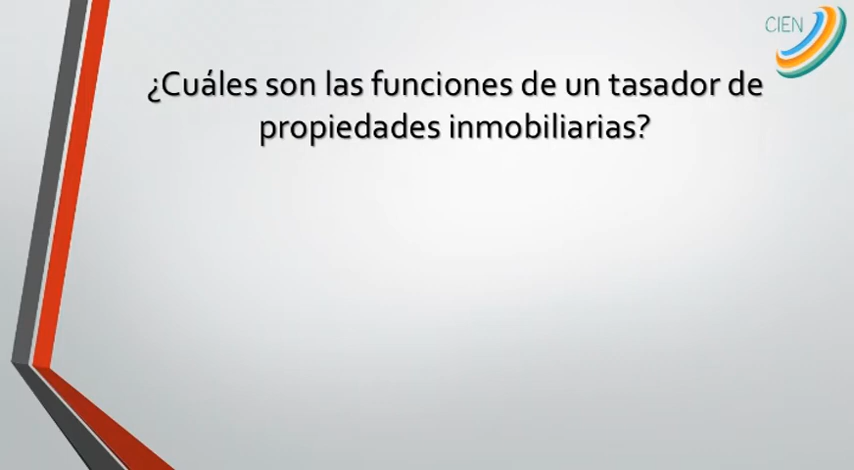 CIEN
¿Cuáles son las funciones de un tasador de
propiedades inmobiliarias?